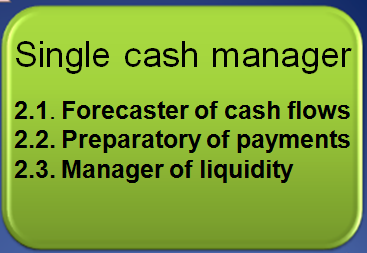 Single cash manager
2.1. Forecaster of cash flows
2.2. Preparatory of payments
2.3. Manager of liquidity